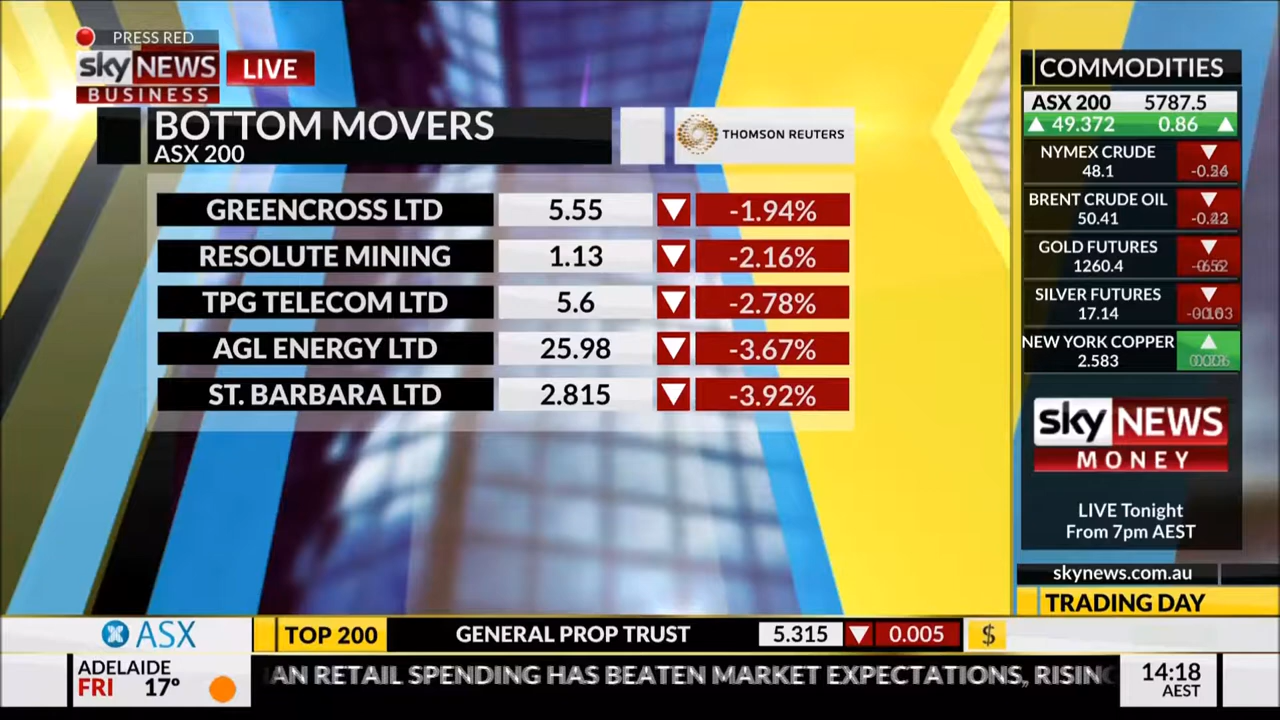 PRESS RED
sky NEWS
BUSINESS
LIVE
BOTTOM MOVERS
ASX 200
THOMSON REUTERS
GREENCROSS LTD 5.55 -1.94%
RESOLUTE MINING 1.13 -2.16%
TPG TELECOM LTD 5.6 -2.78%
AGL ENERGY LTD 25.98 -3.67%
ST. BARBARA LTD 2.815 -3.92%
COMMODITIES
ASX 200 5787.5
49.372 0.86
NYMEX CRUDE
48.1
BRENT CRUDE OIL
50.41
GOLD FUTURES
1260.4
SILVER FUTURES
17.14
NEW YORK COPPER
2.583
sky NEWS
MONEY
LIVE Tonight
From 7pm AEST
skynews.com.au
TRADING DAY
ASX TOP 200 GENERAL PROP TRUST 5.315 0.005 $
ADELAIDE
FRI 17°
AN RETAIL SPENDING HAS BEATEN MARKET EXPECTATIONS, RISING
14:18
AEST